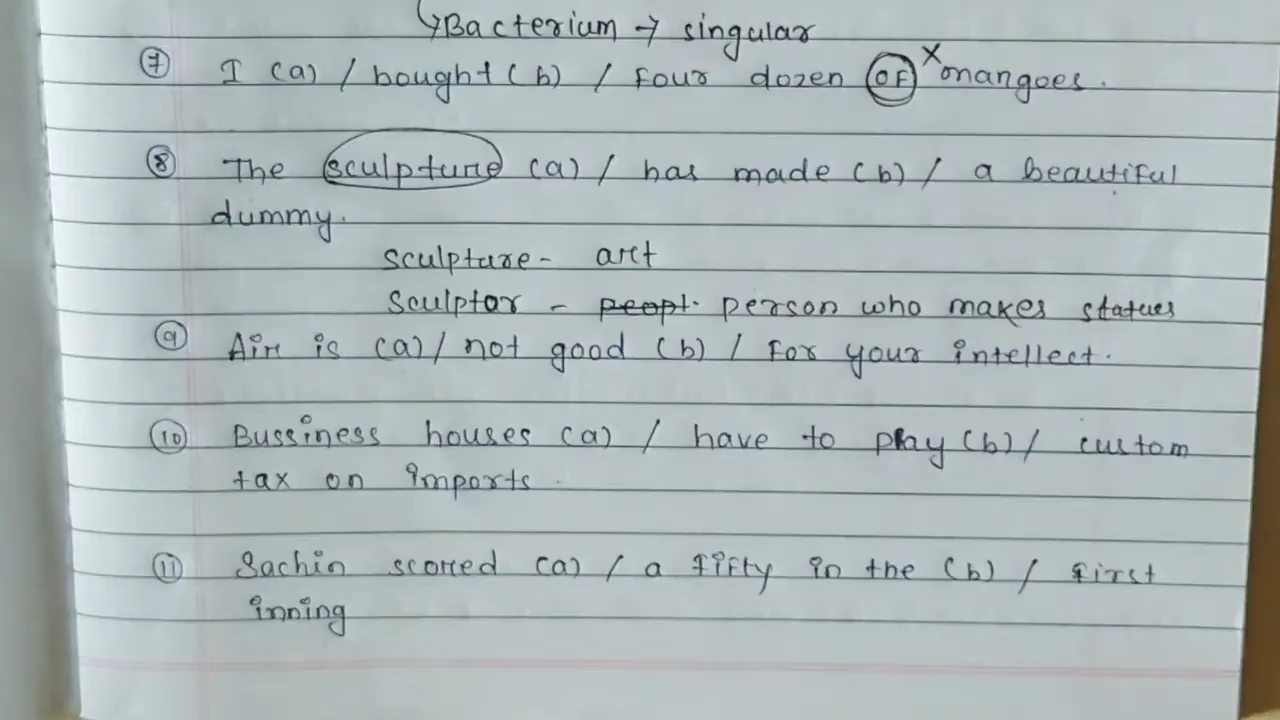 ↳Bacterium → singular
⑦ I (a) / bought (b) / four dozen of x mangoes.
⑧ The sculpture (a) / has made (b) / a beautiful
dummy.
sculpture - art
sculptor - peopt. person who makes statues
⑨ Air is (a) / not good (b) / for your intellect.
⑩ Bussiness houses (a) / have to play (b) / custom
tax on imports.
⑪ Sachin scored (a) / a fifty in the (b) / first
inning